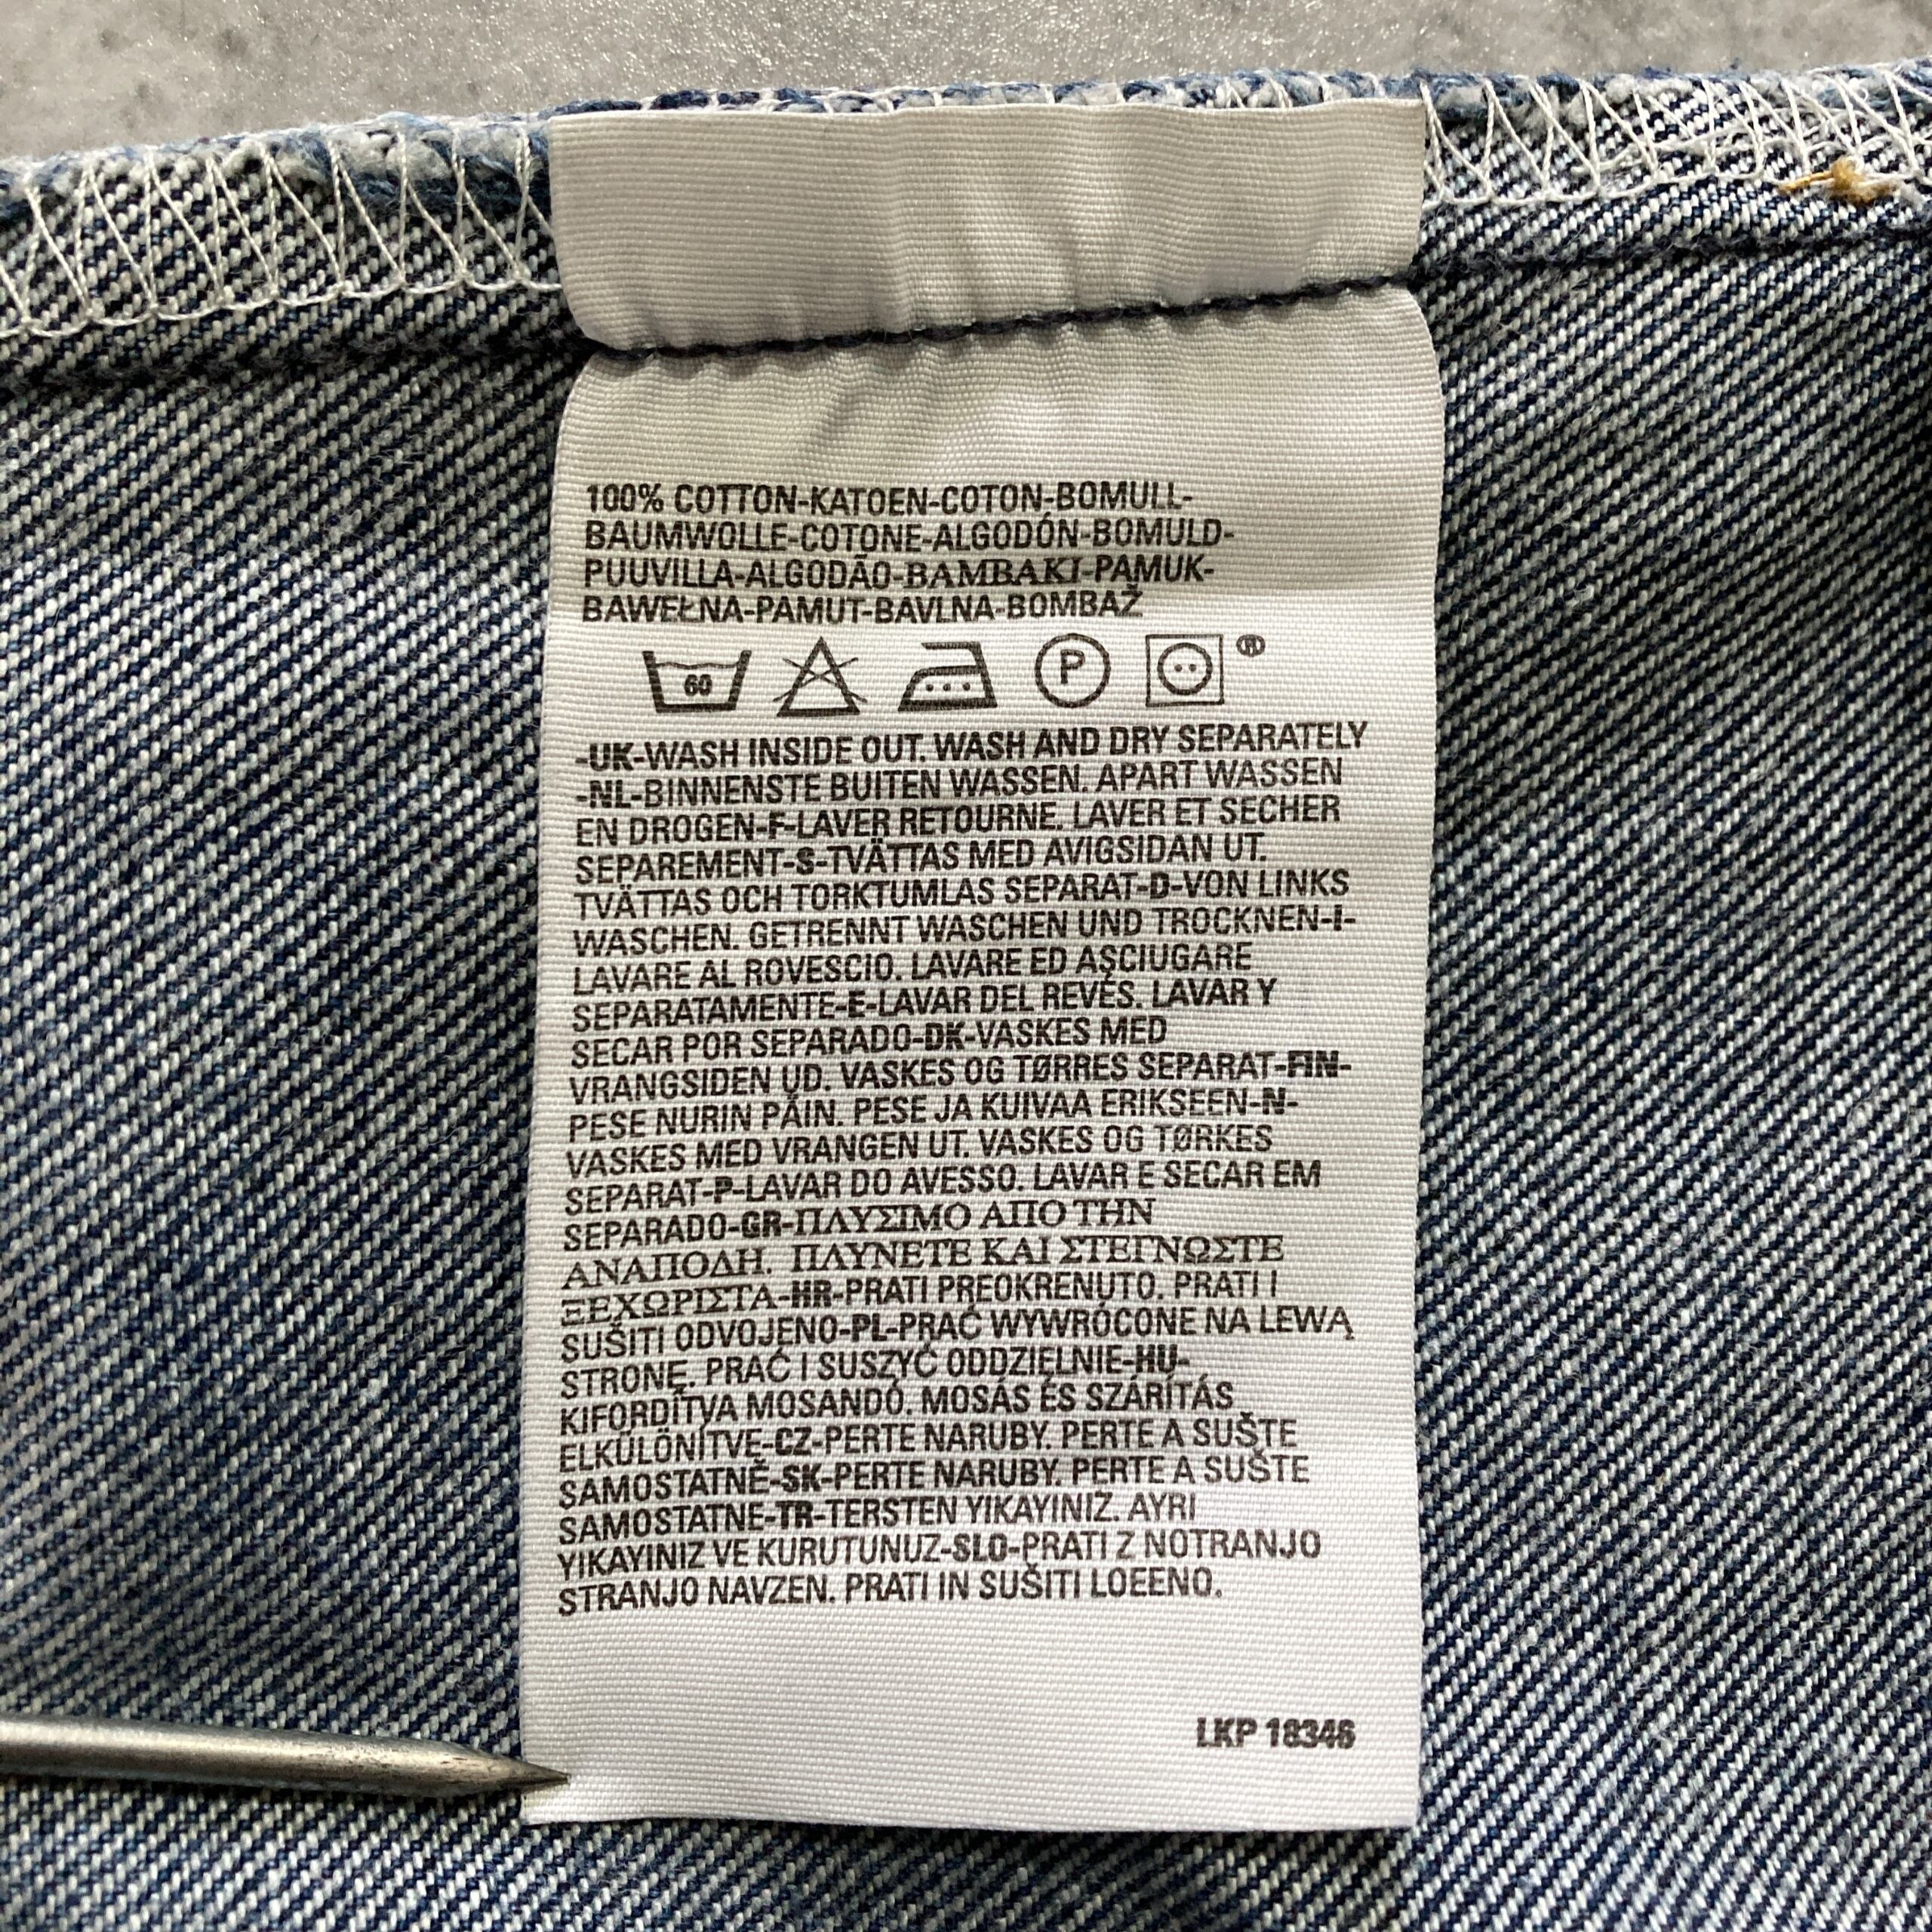 100% COTTON-KATOEN-COTON-BOMULL-
BAUMWOLLE-COTONE-ALGODÓN-BOMULD-
PUUVILLA-ALGODÃO-BAMBAKI-PAMUK-
BAWEŁNA-PAMUT-BAVLNA-BOMBAŽ
60 P ®
-UK-WASH INSIDE OUT. WASH AND DRY SEPARATELY
-NL-BINNENSTE BUITEN WASSEN. APART WASSEN
EN DROGEN-F-LAVER RETOURNE. LAVER ET SECHER
SEPAREMENT-S-TVÄTTAS MED AVIGSIDAN UT.
TVÄTTAS OCH TORKTUMLAS SEPARAT-D-VON LINKS
WASCHEN. GETRENNT WASCHEN UND TROCKNEN-I-
LAVARE AL ROVESCIO. LAVARE ED ASCIUGARE
SEPARATAMENTE-E-LAVAR DEL REVÉS. LAVAR Y
SECAR POR SEPARADO-DK-VASKES MED
VRANGSIDEN UD. VASKES OG TØRRES SEPARAT-FIN-
PESE NURIN PÄIN. PESE JA KUIVAA ERIKSEEN-N-
VASKES MED VRANGEN UT. VASKES OG TØRKES
SEPARAT-P-LAVAR DO AVESSO. LAVAR E SECAR EM
SEPARADO-GR-ΠΛΥΣΙΜΟ ΑΠΟ ΤΗΝ
ΑΝΑΠΟΔΗ. ΠΛΥΝΕΤΕ ΚΑΙ ΣΤΕΓΝΩΣΤΕ
ΞΕΧΩΡΙΣΤΑ-HR-PRATI PREOKRENUTO. PRATI I
SUŠITI ODVOJENO-PL-PRAĆ WYWRÓCONE NA LEWĄ
STRONĘ. PRAĆ I SUSZYĆ ODDZIELNIE-HU-
KIFORDÍTVA MOSANDÓ. MOSÁS ÉS SZÁRÍTÁS
ELKÜLÖNÍTVE-CZ-PERTE NARUBY. PERTE A SUŠTE
SAMOSTATNĚ-SK-PERTE NARUBY. PERTE A SUŠTE
SAMOSTATNE-TR-TERSTEN YIKAYINIZ. AYRI
YIKAYINIZ VE KURUTUNUZ-SLO-PRATI Z NOTRANJO
STRANJO NAVZEN. PRATI IN SUŠITI LOEENO.
LKP 18346